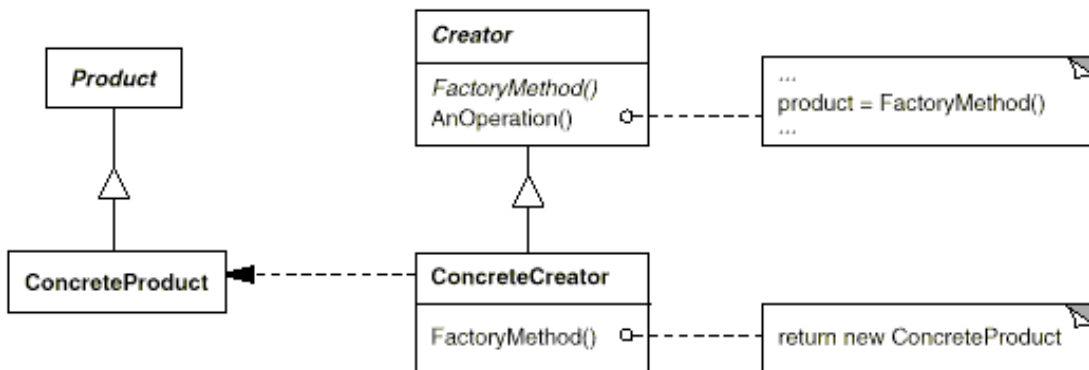 Product
ConcreteProduct
Creator
FactoryMethod()
AnOperation()
...
product = FactoryMethod()
...
ConcreteCreator
FactoryMethod()
return new ConcreteProduct